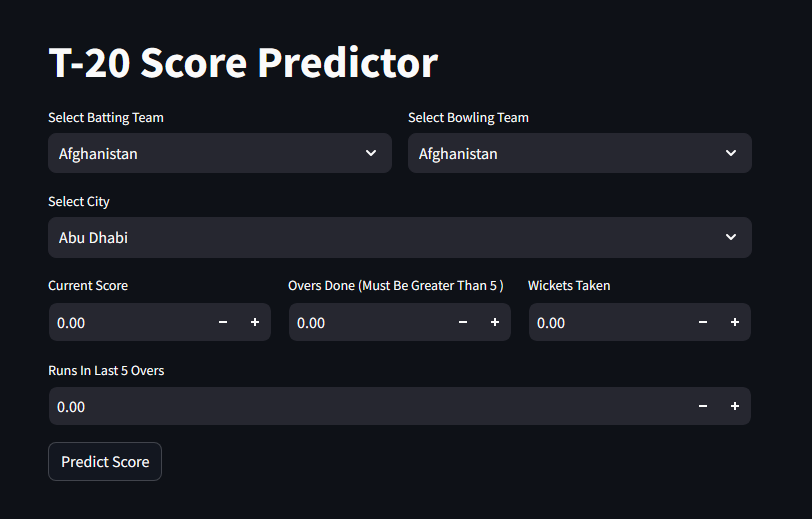 T-20 Score Predictor
Select Batting Team
Select Bowling Team
Afghanistan
Afghanistan
Select City
Abu Dhabi
Current Score
Overs Done (Must Be Greater Than 5 )
Wickets Taken
0.00
0.00
0.00
Runs In Last 5 Overs
0.00
Predict Score